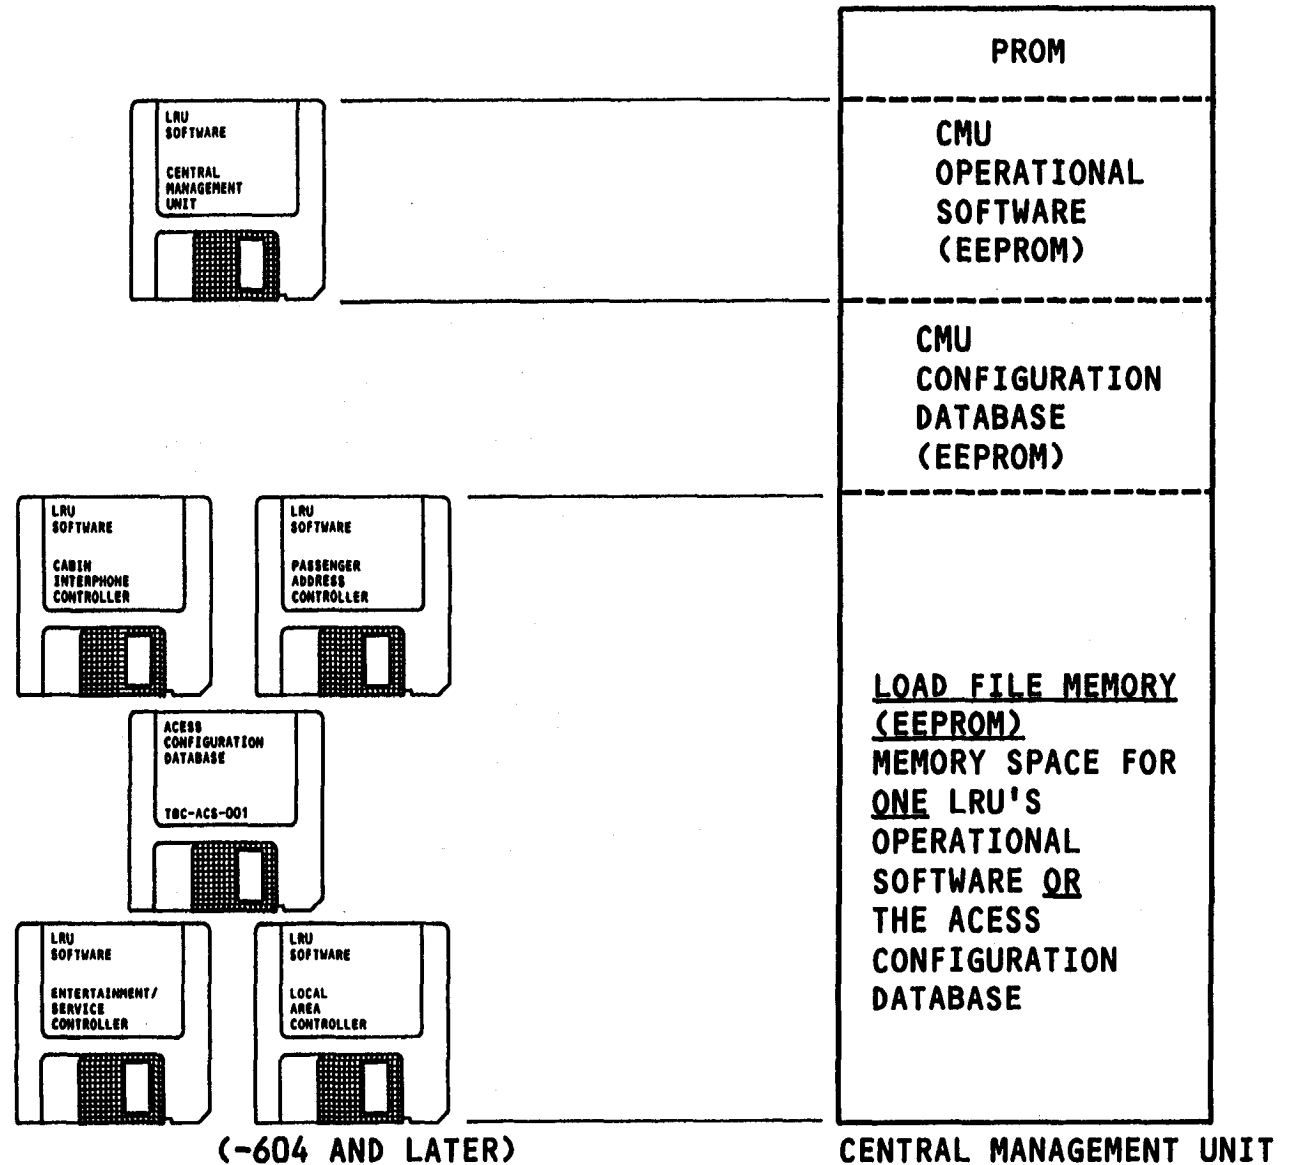 PROM
LRU
SOFTWARE
CENTRAL
MANAGEMENT
UNIT
CMU
OPERATIONAL
SOFTWARE
(EEPROM)
CMU
CONFIGURATION
DATABASE
(EEPROM)
LRU
SOFTWARE
CABIN
INTERPHONE
CONTROLLER
LRU
SOFTWARE
PASSENGER
ADDRESS
CONTROLLER
ACESS
CONFIGURATION
DATABASE
TBC-ACS-001
LRU
SOFTWARE
ENTERTAINMENT/
SERVICE
CONTROLLER
LRU
SOFTWARE
LOCAL
AREA
CONTROLLER
LOAD FILE MEMORY
(EEPROM)
MEMORY SPACE FOR
ONE LRU'S
OPERATIONAL
SOFTWARE OR
THE ACESS
CONFIGURATION
DATABASE
(-604 AND LATER)
CENTRAL MANAGEMENT UNIT